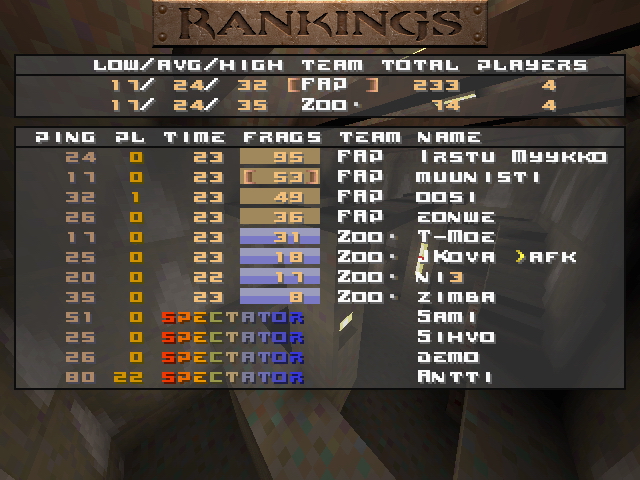 RANKINGS
LOW/AVG/HIGH TEAM TOTAL PLAYERS
17/ 24/ 32 [FAP ] 233 4
17/ 24/ 35 Zoo· 74 4
PING PL TIME FRAGS TEAM NAME
24 0 23 95 FAP Irstu Myykko
17 0 23 [ 53 ] FAP muunisti
32 1 23 49 FAP oosi
26 0 23 36 FAP eonwe
17 0 23 31 Zoo· T-Moe
25 0 23 18 Zoo· JKova >AFK
20 0 22 17 Zoo· Ni3
35 0 23 8 Zoo· zimba
51 0 SPECTATOR Sami
25 0 SPECTATOR Sihvo
26 0 SPECTATOR demo
80 22 SPECTATOR Antti